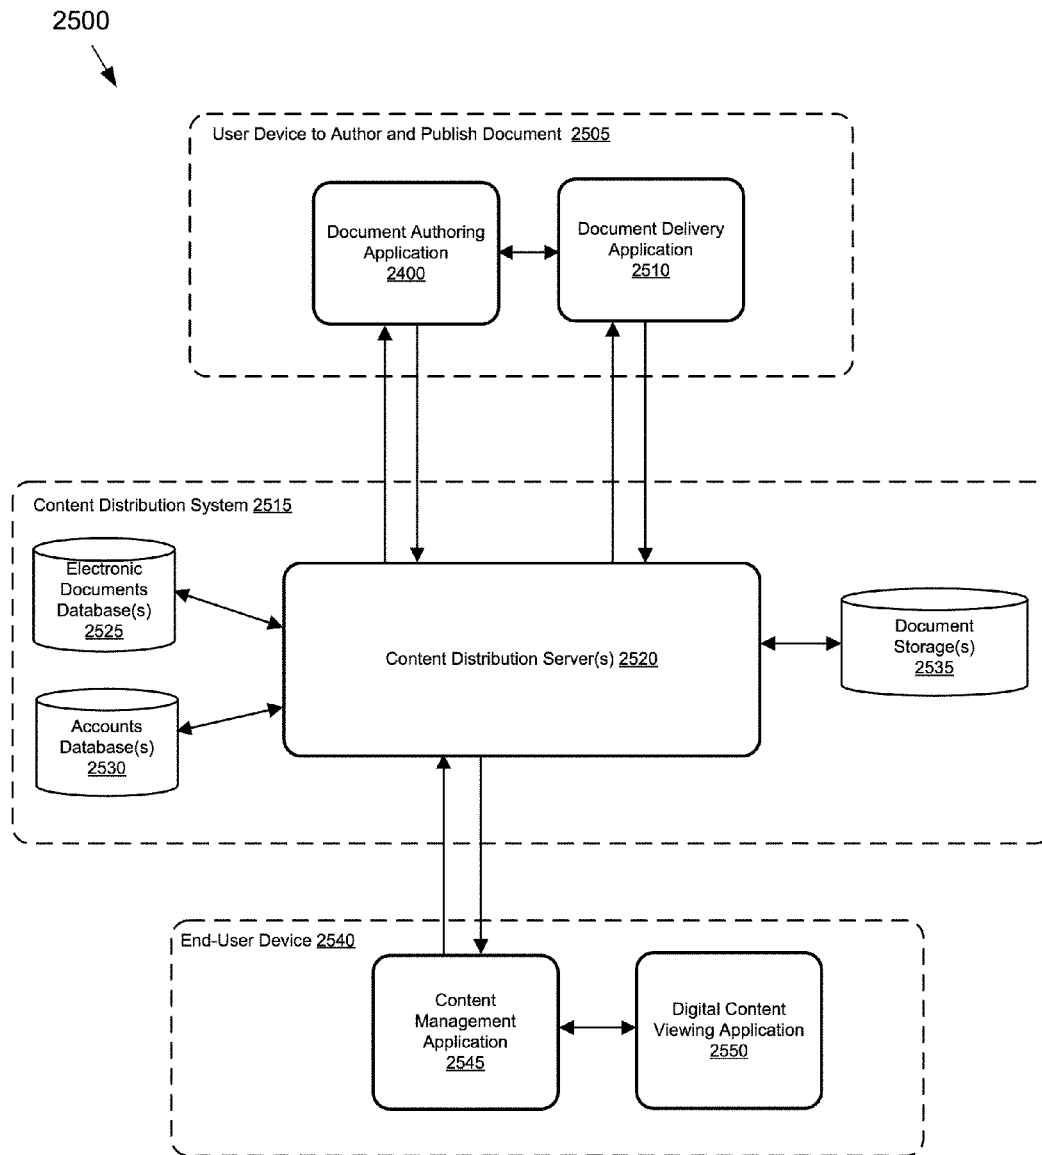 2500
User Device to Author and Publish Document 2505
Document Authoring
Application
2400
Document Delivery
Application
2510
Content Distribution System 2515
Electronic
Documents
Database(s)
2525
Accounts
Database(s)
2530
Content Distribution Server(s) 2520
Document
Storage(s)
2535
End-User Device 2540
Content
Management
Application
2545
Digital Content
Viewing Application
2550